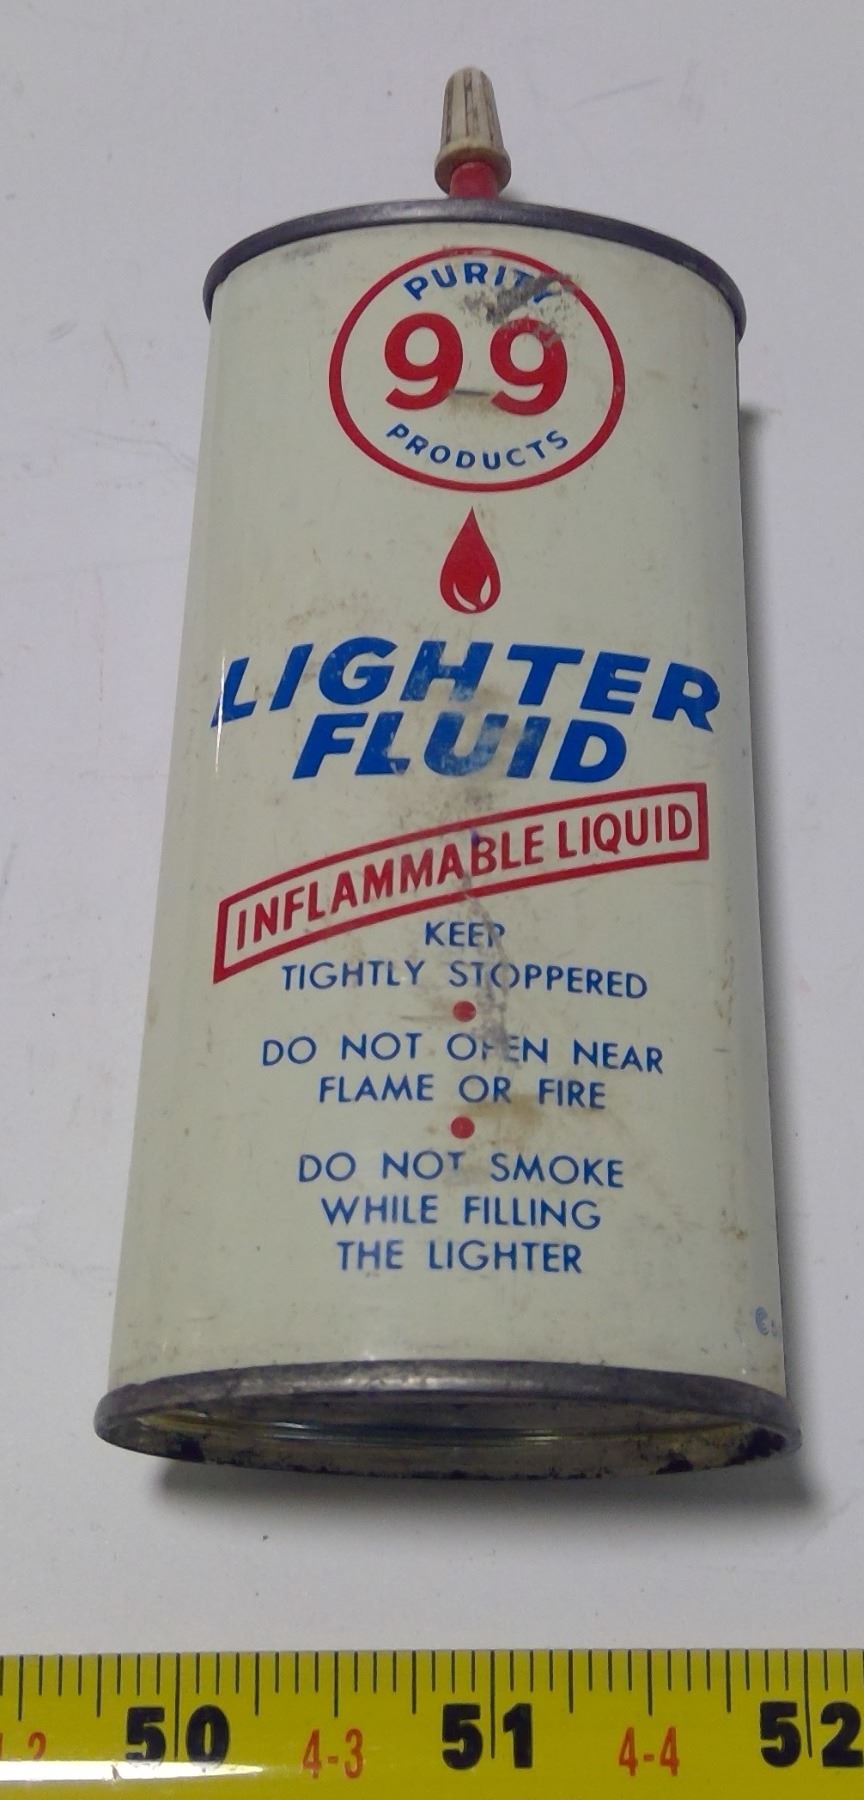 PURITY
99
PRODUCTS
LIGHTER
FLUID
INFLAMMABLE LIQUID
KEEP
TIGHTLY STOPPERED
DO NOT OPEN NEAR
FLAME OR FIRE
DO NOT SMOKE
WHILE FILLING
THE LIGHTER
50 4-3 51 4-4 52